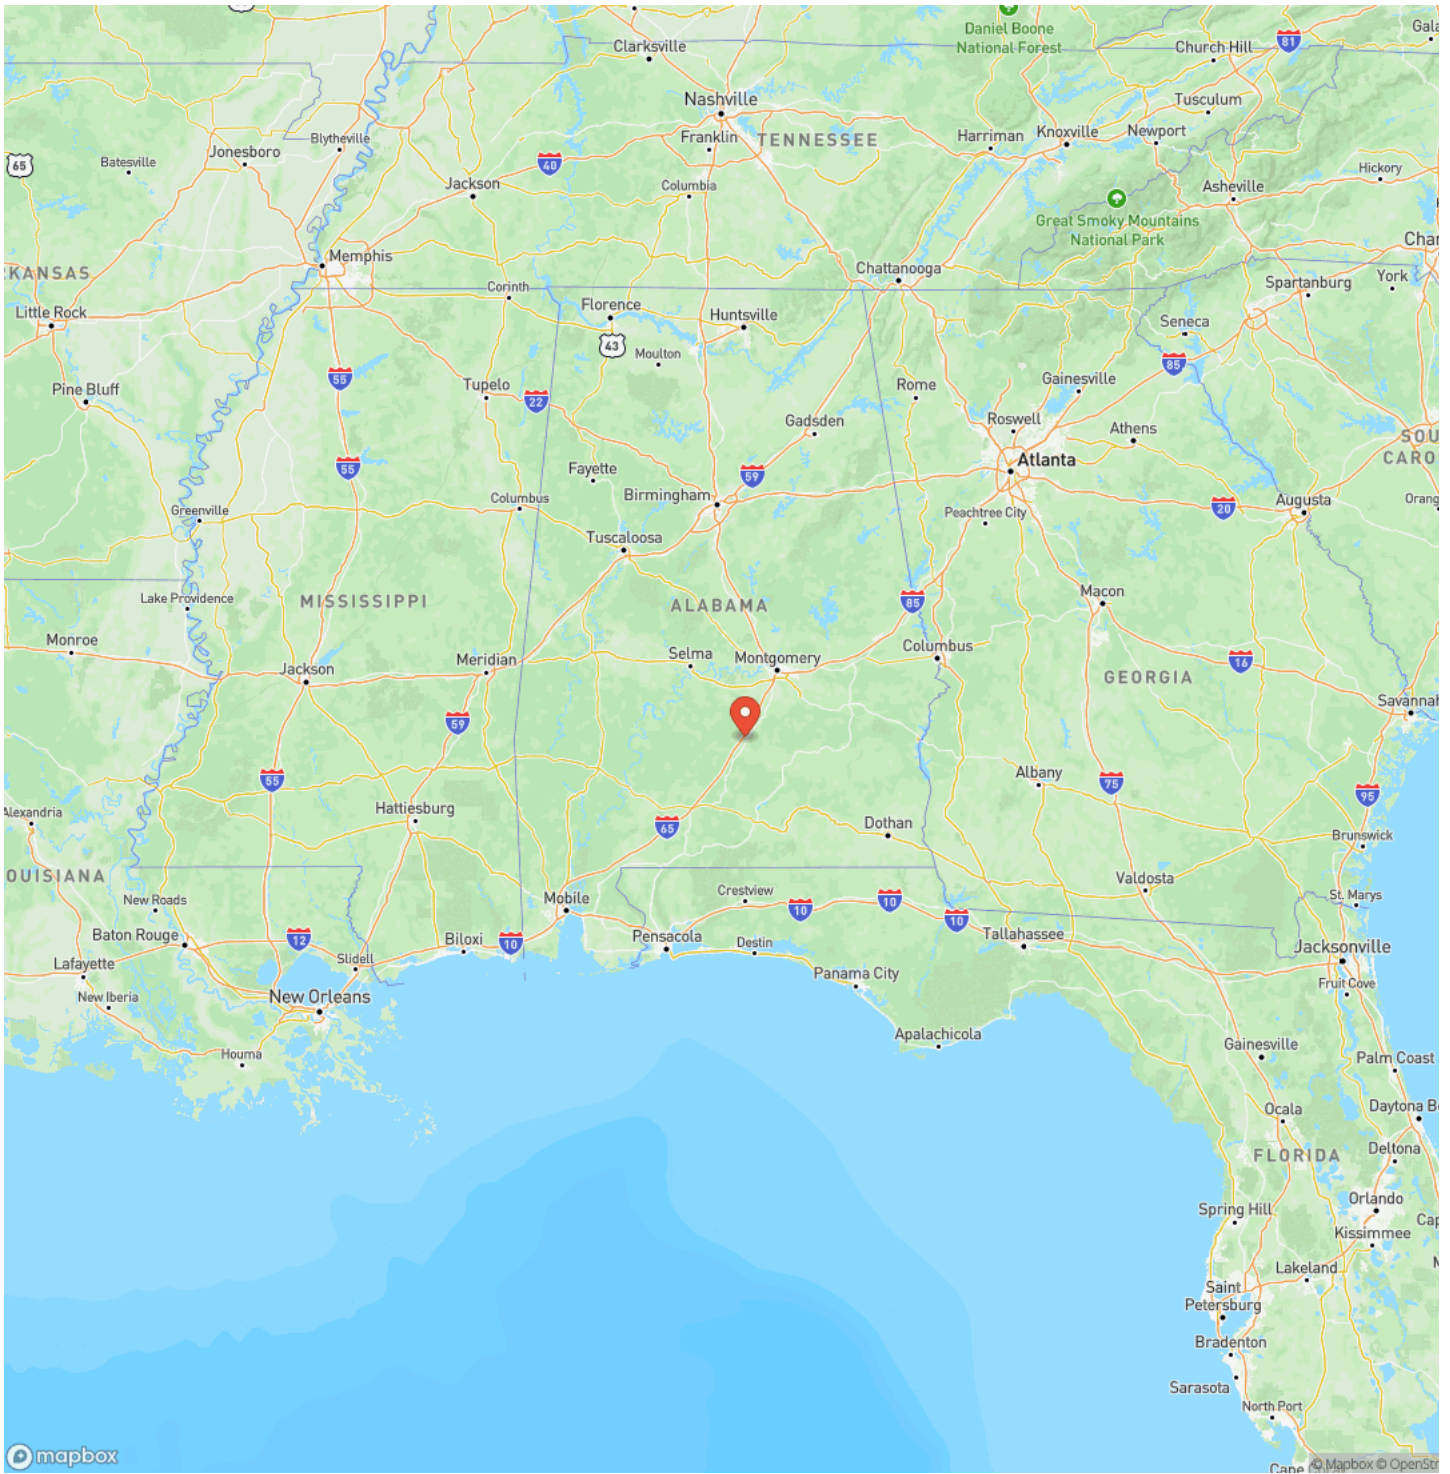 Daniel Boone
National Forest
Clarksville
Church Hill
81
Nashville
Tusculum
Franklin
TENNESSEE
Harriman
Knoxville
Newport
Blytheville
Jonesboro
65
Batesville
40
Jackson
Columbia
Hickory
Asheville
Great Smoky Mountains
National Park
Memphis
Chattanooga
KANSAS
Corinth
Spartanburg
York
Little Rock
Florence
Huntsville
Seneca
43
Moulton
55
85
Pine Bluff
Tupelo
22
Rome
Gainesville
Gadsden
Roswell
Athens
55
Fayette
59
Atlanta
SOU
CARO
Birmingham
Columbus
Greenville
20
Augusta
Peachtree City
Tuscaloosa
Lake Providence
MISSISSIPPI
ALABAMA
85
Macon
Monroe
Jackson
Meridian
Selma
Montgomery
Columbus
16
GEORGIA
Savannah
59
55
Albany
75
95
Alexandria
Hattiesburg
65
Dothan
Brunswick
OUISIANA
New Roads
Mobile
Crestview
10
10
Valdosta
St. Marys
Baton Rouge
12
Biloxi
10
Pensacola
Destin
10
Tallahassee
Jacksonville
Lafayette
Slidell
Panama City
Fruit Cove
New Iberia
New Orleans
Apalachicola
Houma
Gainesville
Palm Coast
Ocala
Daytona B
FLORIDA
Deltona
Spring Hill
Orlando
Kissimmee
Lakeland
Saint
Petersburg
Bradenton
Sarasota
North Port
mapbox
© Mapbox © OpenStr